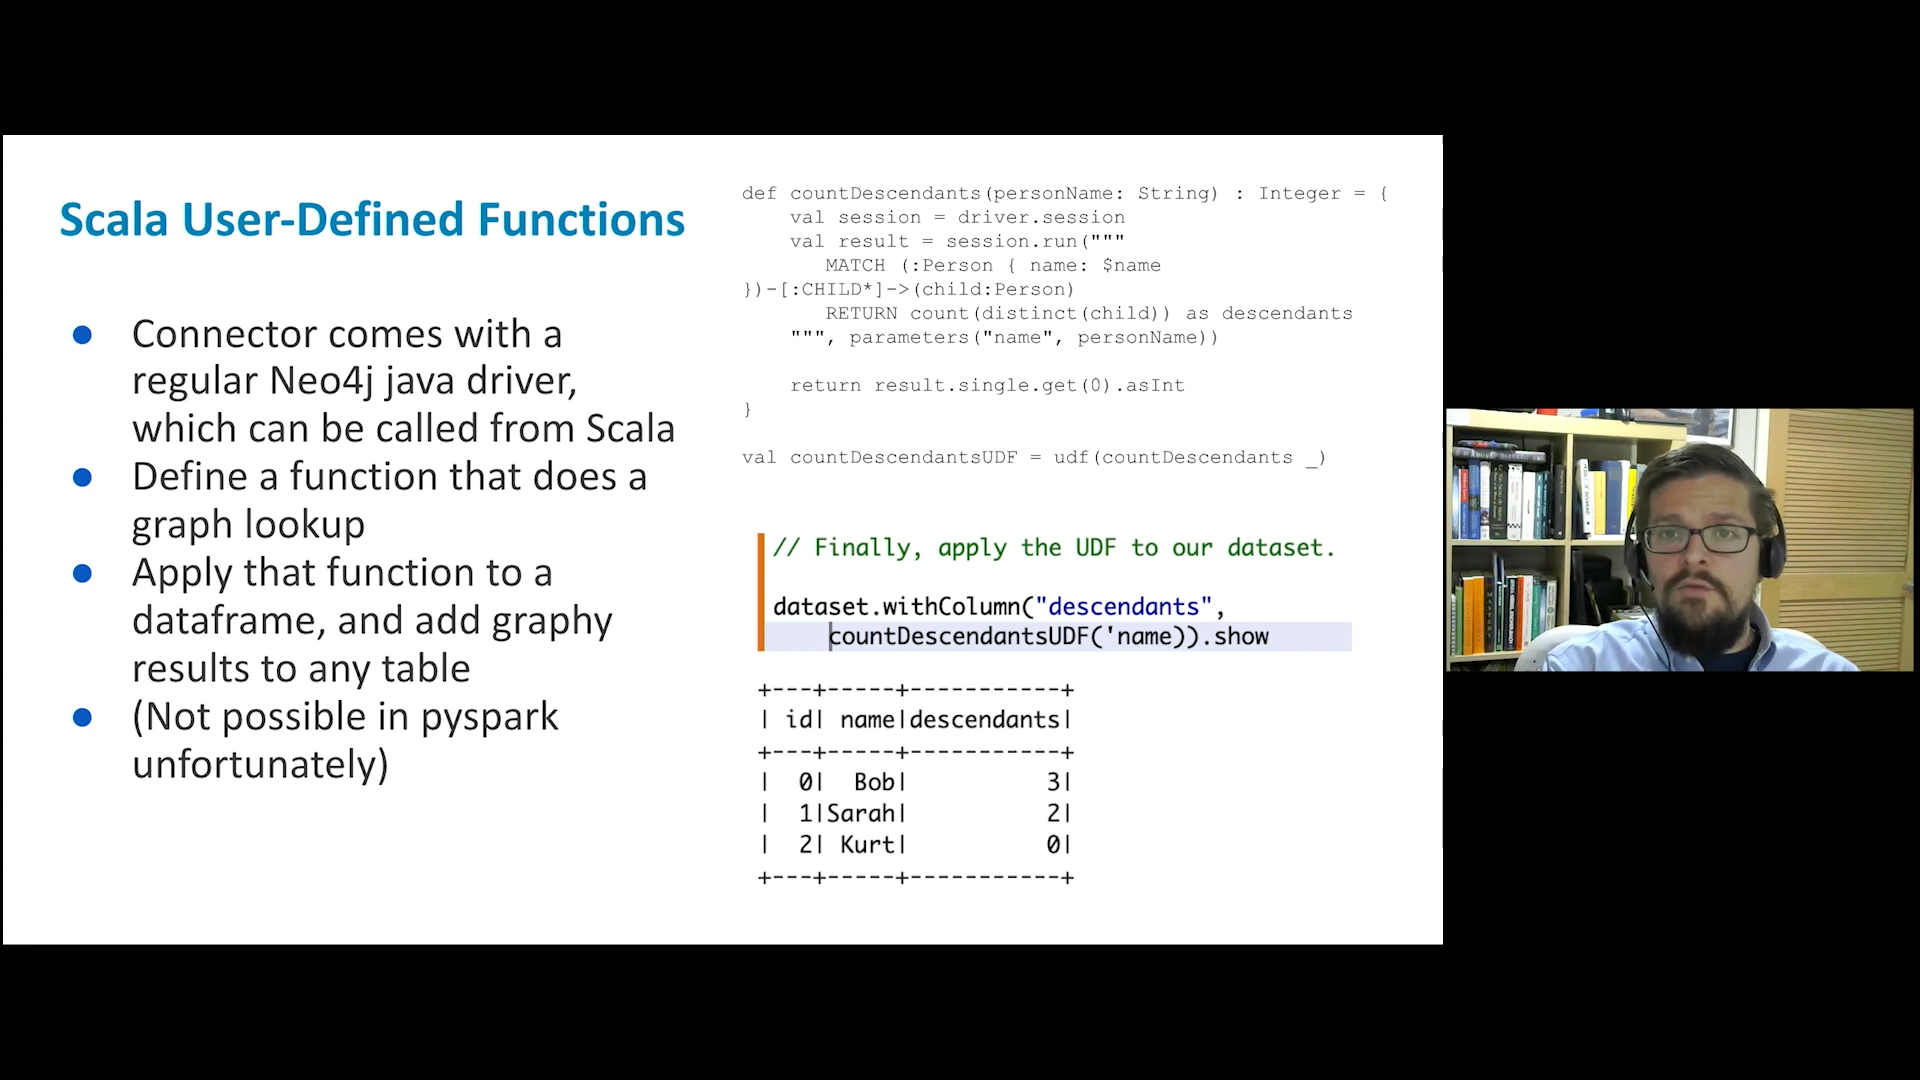 Scala User-Defined Functions
● Connector comes with a
regular Neo4j java driver,
which can be called from Scala
● Define a function that does a
graph lookup
● Apply that function to a
dataframe, and add graphy
results to any table
● (Not possible in pyspark
unfortunately)
def countDescendants(personName: String) : Integer = {
    val session = driver.session
    val result = session.run("""
       MATCH (:Person { name: $name
})-[:CHILD*]->(child:Person)
       RETURN count(distinct(child)) as descendants
    """, parameters("name", personName))
    return result.single.get(0).asInt
}
val countDescendantsUDF = udf(countDescendants _)
// Finally, apply the UDF to our dataset.
dataset.withColumn("descendants",
    countDescendantsUDF('name)).show
+---+-----+-----------+
| id| name|descendants|
+---+-----+-----------+
|  0|  Bob|          3|
|  1|Sarah|          2|
|  2| Kurt|          0|
+---+-----+-----------+